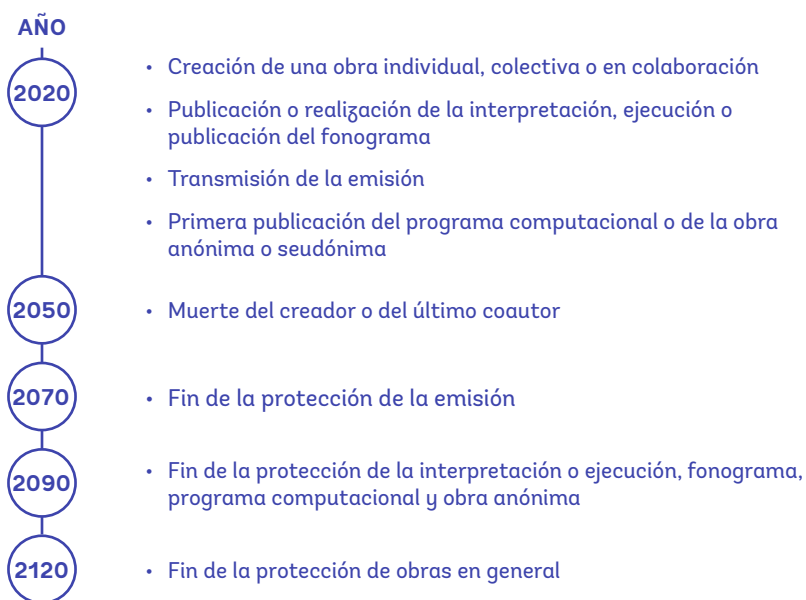 AÑO
2020
• Creación de una obra individual, colectiva o en colaboración
• Publicación o realización de la interpretación, ejecución o
publicación del fonograma
• Transmisión de la emisión
• Primera publicación del programa computacional o de la obra
anónima o seudónima
2050
• Muerte del creador o del último coautor
2070
• Fin de la protección de la emisión
2090
• Fin de la protección de la interpretación o ejecución, fonograma,
programa computacional y obra anónima
2120
• Fin de la protección de obras en general